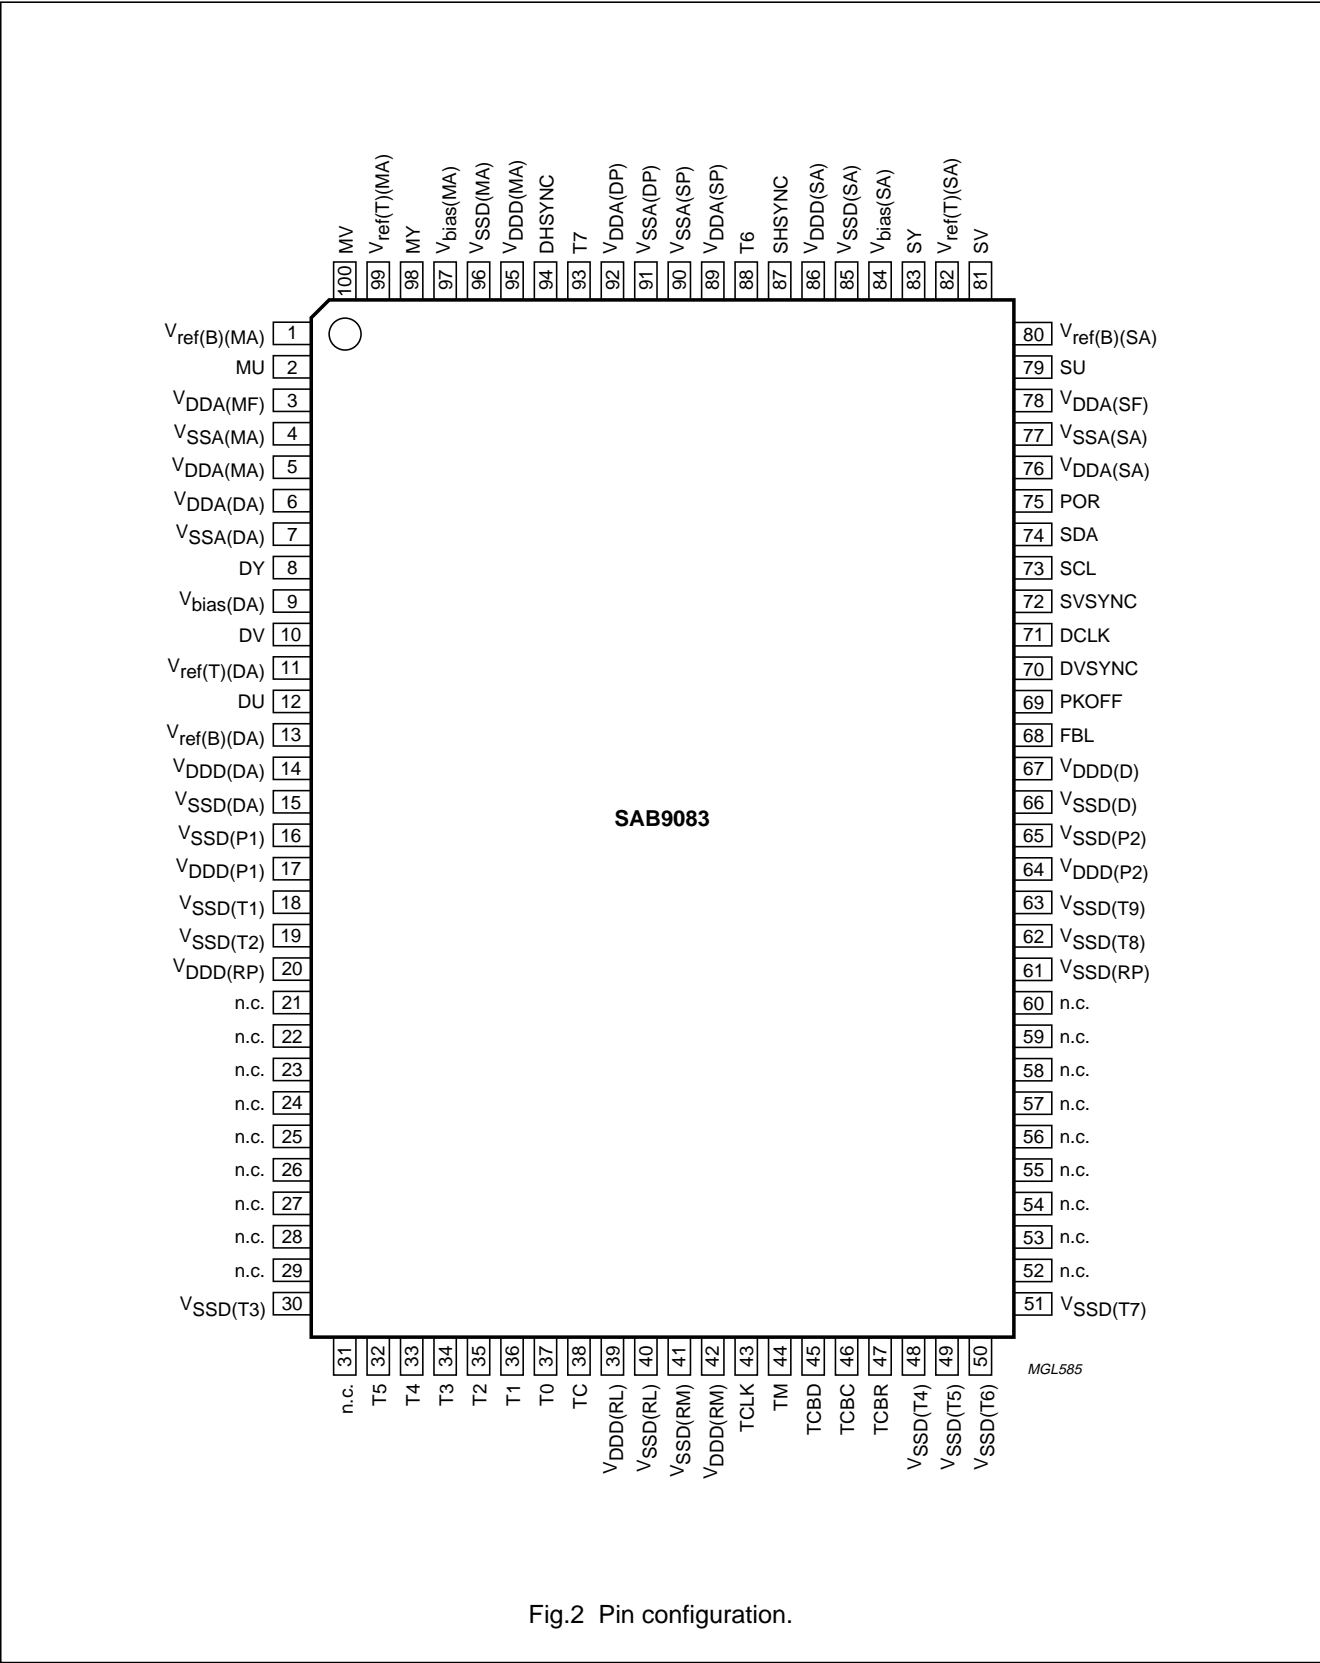 MV
Vref(T)(MA)
MY
Vbias(MA)
VSSD(MA)
VDDD(MA)
DHSYNC
T7
VDDA(DP)
VSSA(DP)
VSSA(SP)
VDDA(SP)
T6
SHSYNC
VDDD(SA)
VSSD(SA)
Vbias(SA)
SY
Vref(T)(SA)
SV
100
99
98
97
96
95
94
93
92
91
90
89
88
87
86
85
84
83
82
81
Vref(B)(MA) 1
MU 2
VDDA(MF) 3
VSSA(MA) 4
VDDA(MA) 5
VDDA(DA) 6
VSSA(DA) 7
DY 8
Vbias(DA) 9
DV 10
Vref(T)(DA) 11
DU 12
Vref(B)(DA) 13
VDDD(DA) 14
VSSD(DA) 15
VSSD(P1) 16
VDDD(P1) 17
VSSD(T1) 18
VSSD(T2) 19
VDDD(RP) 20
n.c. 21
n.c. 22
n.c. 23
n.c. 24
n.c. 25
n.c. 26
n.c. 27
n.c. 28
n.c. 29
VSSD(T3) 30
SAB9083
80 Vref(B)(SA)
79 SU
78 VDDA(SF)
77 VSSA(SA)
76 VDDA(SA)
75 POR
74 SDA
73 SCL
72 SVSYNC
71 DCLK
70 DVSYNC
69 PKOFF
68 FBL
67 VDDD(D)
66 VSSD(D)
65 VSSD(P2)
64 VDDD(P2)
63 VSSD(T9)
62 VSSD(T8)
61 VSSD(RP)
60 n.c.
59 n.c.
58 n.c.
57 n.c.
56 n.c.
55 n.c.
54 n.c.
53 n.c.
52 n.c.
51 VSSD(T7)
31
32
33
34
35
36
37
38
39
40
41
42
43
44
45
46
47
48
49
50
n.c.
T5
T4
T3
T2
T1
T0
TC
VDDD(RL)
VSSD(RL)
VSSD(RM)
VDDD(RM)
TCLK
TM
TCBD
TCBC
TCBR
VSSD(T4)
VSSD(T5)
VSSD(T6)
MGL585
Fig.2 Pin configuration.